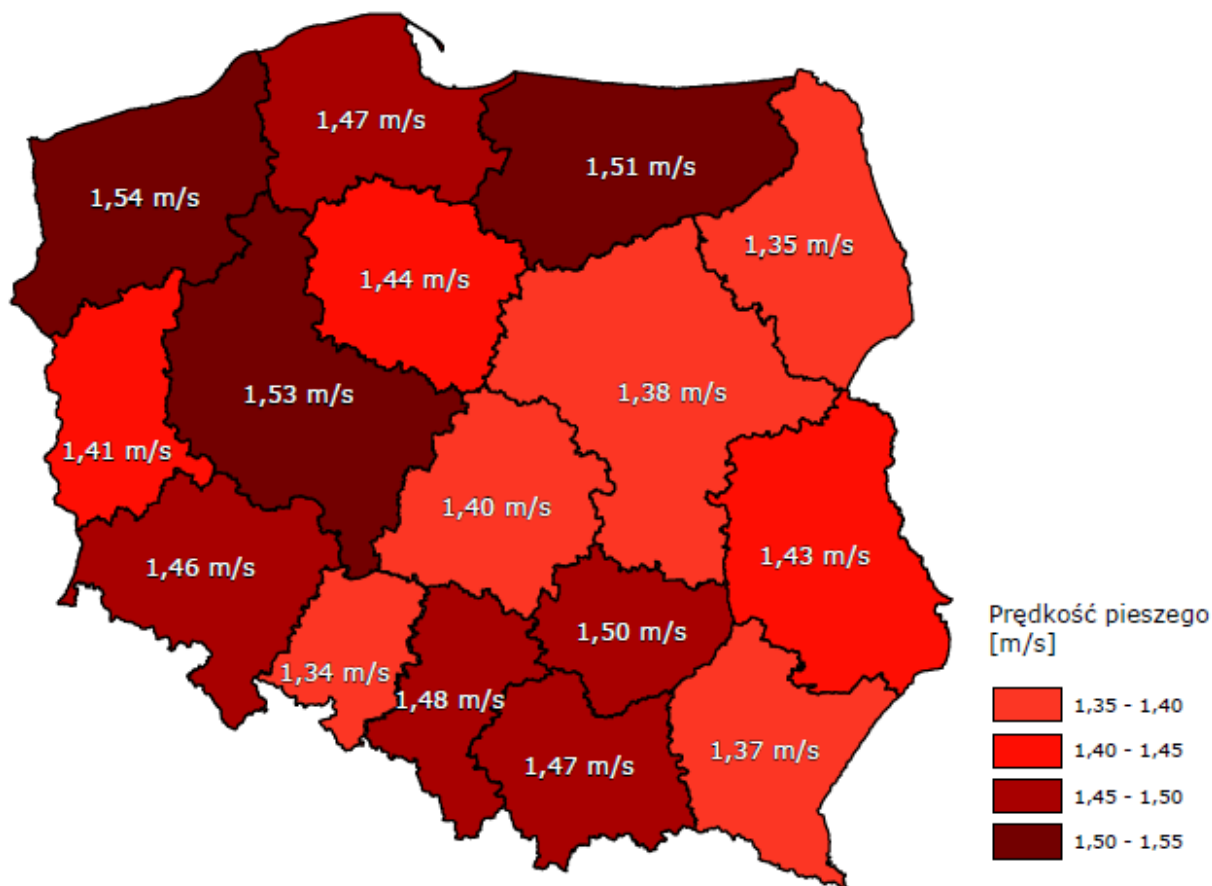 1,47 m/s
1,51 m/s
1,54 m/s
1,35 m/s
1,44 m/s
1,53 m/s
1,38 m/s
1,41 m/s
1,40 m/s
1,43 m/s
1,46 m/s
1,50 m/s
1,34 m/s
1,48 m/s
1,37 m/s
1,47 m/s
Prędkość pieszego
[m/s]
1,35 - 1,40
1,40 - 1,45
1,45 - 1,50
1,50 - 1,55